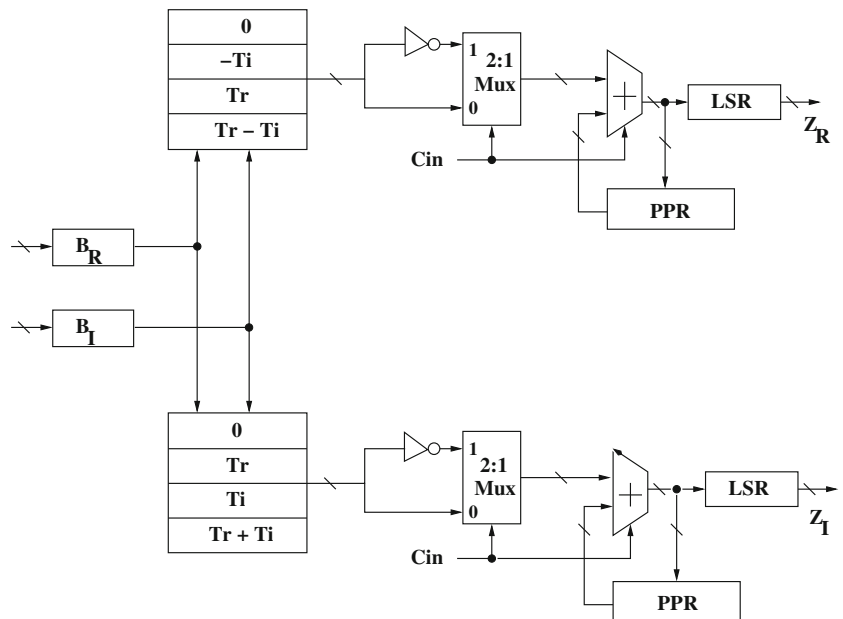 0
−Ti
Tr
Tr − Ti
1
2:1
Mux
0
Cin
LSR
Z_R
PPR
B_R
B_I
0
Tr
Ti
Tr + Ti
1
2:1
Mux
0
Cin
LSR
Z_I
PPR